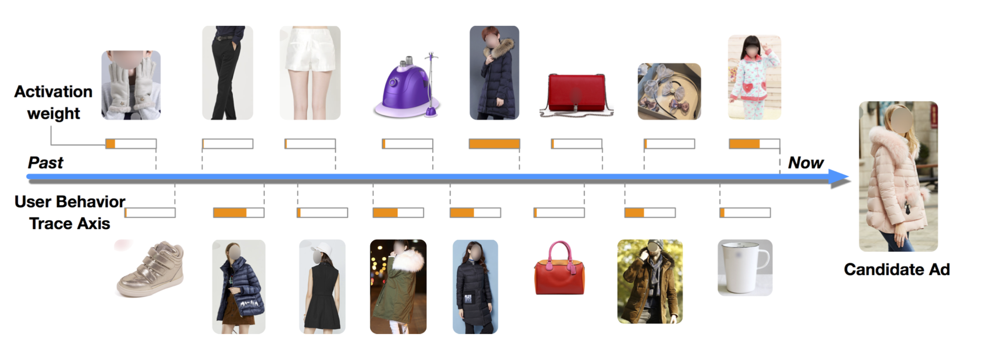 Activation
weight
Past
Now
User Behavior
Trace Axis
Candidate Ad